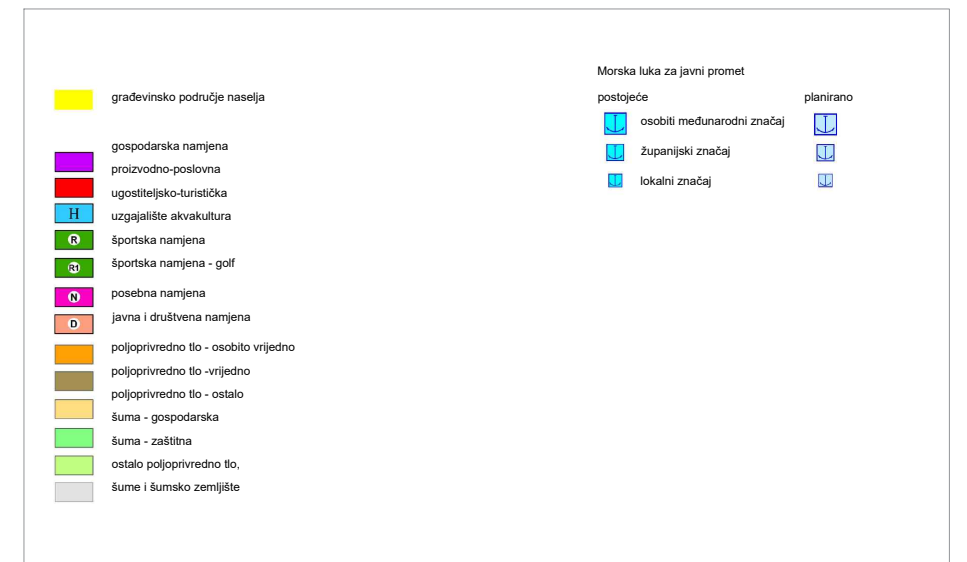 građevinsko područje naselja
gospodarska namjena
proizvodno-poslovna
ugostiteljsko-turistička
H
uzgajalište akvakultura
R
športska namjena
R1
športska namjena - golf
N
posebna namjena
D
javna i društvena namjena
poljoprivredno tlo - osobito vrijedno
poljoprivredno tlo -vrijedno
poljoprivredno tlo - ostalo
šuma - gospodarska
šuma - zaštitna
ostalo poljoprivredno tlo,
šume i šumsko zemljište
Morska luka za javni promet
postojeće planirano
osobiti međunarodni značaj
županijski značaj
lokalni značaj